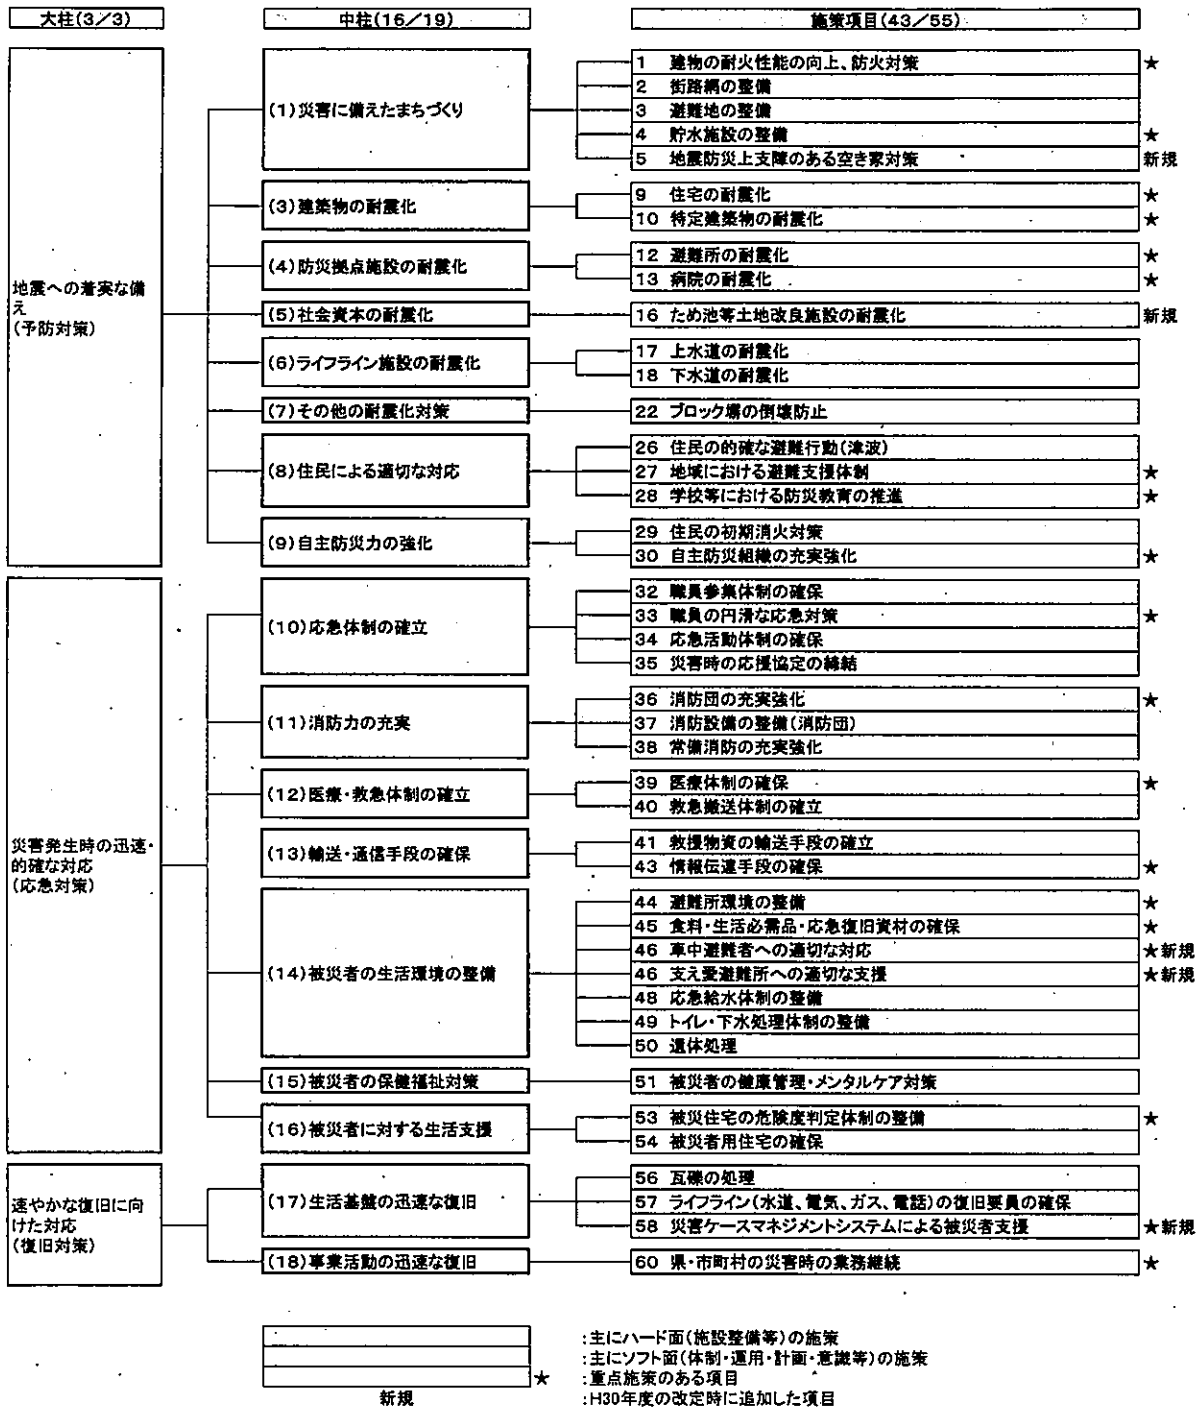 大柱(3/3)
中柱(16/19)
施策項目(43/55)
地震への着実な備
え
(予防対策)
(1)災害に備えたまちづくり
1 建物の耐火性能の向上、防火対策 ★
2 街路網の整備
3 避難地の整備
4 貯水施設の整備 ★
5 地震防災上支障のある空き家対策 新規
(3)建築物の耐震化
9 住宅の耐震化 ★
10 特定建築物の耐震化 ★
(4)防災拠点施設の耐震化
12 避難所の耐震化 ★
13 病院の耐震化 ★
(5)社会資本の耐震化
16 ため池等土地改良施設の耐震化 新規
(6)ライフライン施設の耐震化
17 上水道の耐震化
18 下水道の耐震化
(7)その他の耐震化対策
22 ブロック塀の倒壊防止
(8)住民による適切な対応
26 住民の的確な避難行動(津波)
27 地域における避難支援体制 ★
28 学校等における防災教育の推進 ★
(9)自主防災力の強化
29 住民の初期消火対策
30 自主防災組織の充実強化 ★
災害発生時の迅速・
的確な対応
(応急対策)
(10)応急体制の確立
32 職員参集体制の確保
33 職員の円滑な応急対策 ★
34 応急活動体制の確保
35 災害時の応援協定の締結
(11)消防力の充実
36 消防団の充実強化 ★
37 消防設備の整備(消防団)
38 常備消防の充実強化
(12)医療・救急体制の確立
39 医療体制の確保 ★
40 救急搬送体制の確立
(13)輸送・通信手段の確保
41 救援物資の輸送手段の確立
43 情報伝達手段の確保 ★
(14)被災者の生活環境の整備
44 避難所環境の整備 ★
45 食料・生活必需品・応急復旧資材の確保 ★
46 車中避難者への適切な対応 ★新規
46 支え愛避難所への適切な支援 ★新規
48 応急給水体制の整備
49 トイレ・下水処理体制の整備
50 遺体処理
(15)被災者の保健福祉対策
51 被災者の健康管理・メンタルケア対策
(16)被災者に対する生活支援
53 被災住宅の危険度判定体制の整備 ★
54 被災者用住宅の確保
速やかな復旧に向
けた対応
(復旧対策)
(17)生活基盤の迅速な復旧
56 瓦礫の処理
57 ライフライン(水道、電気、ガス、電話)の復旧要員の確保
58 災害ケースマネジメントシステムによる被災者支援 ★新規
(18)事業活動の迅速な復旧
60 県・市町村の災害時の業務継続 ★
:主にハード面(施設整備等)の施策
:主にソフト面(体制・運用・計画・意識等)の施策
★ :重点施策のある項目
新規 :H30年度の改定時に追加した項目